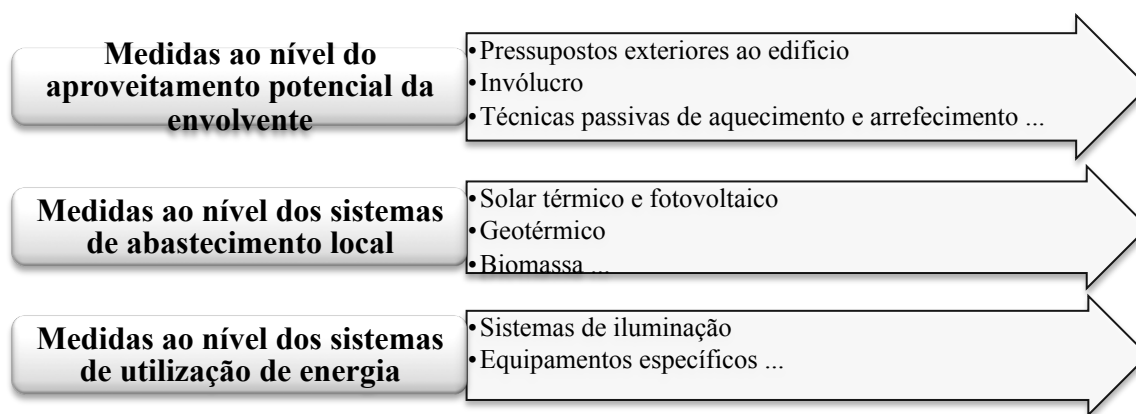 Medidas ao nível do
aproveitamento potencial da
envolvente
•Pressupostos exteriores ao edificio
•Invólucro
•Técnicas passivas de aquecimento e arrefecimento ...
Medidas ao nível dos sistemas
de abastecimento local
•Solar térmico e fotovoltaico
•Geotérmico
•Biomassa ...
Medidas ao nível dos sistemas
de utilização de energia
•Sistemas de iluminação
•Equipamentos específicos ...